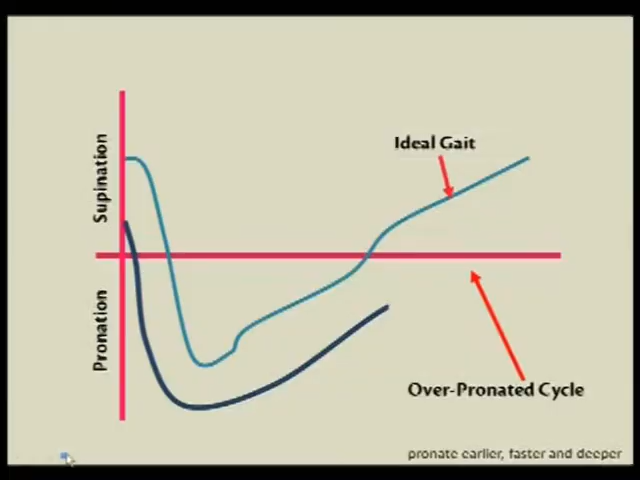 Ideal Gait
Supination
Pronation
Over-Pronated Cycle
pronate earlier, faster and deeper